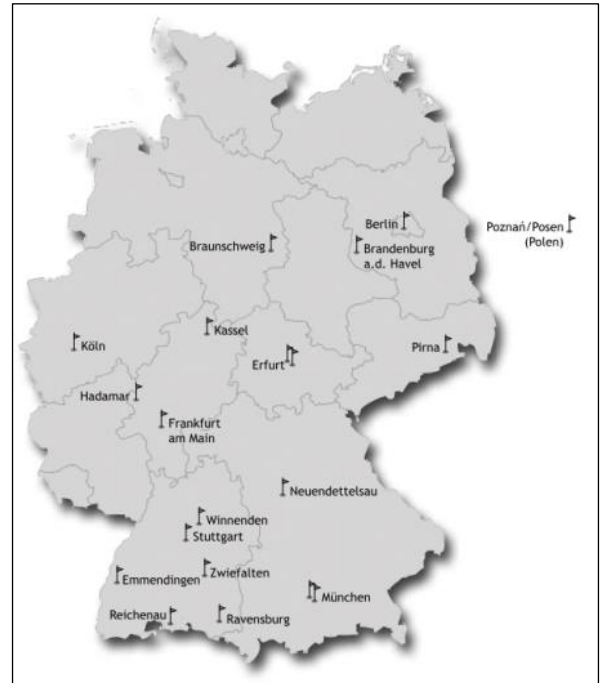 Berlin
Poznań/Posen
(Polen)
Braunschweig
Brandenburg
a.d. Havel
Kassel
Köln
Pirna
Erfurt
Hadamar
Frankfurt
am Main
Neuendettelsau
Winnenden
Stuttgart
Zwiefalten
Emmendingen
München
Reichenau
Ravensburg